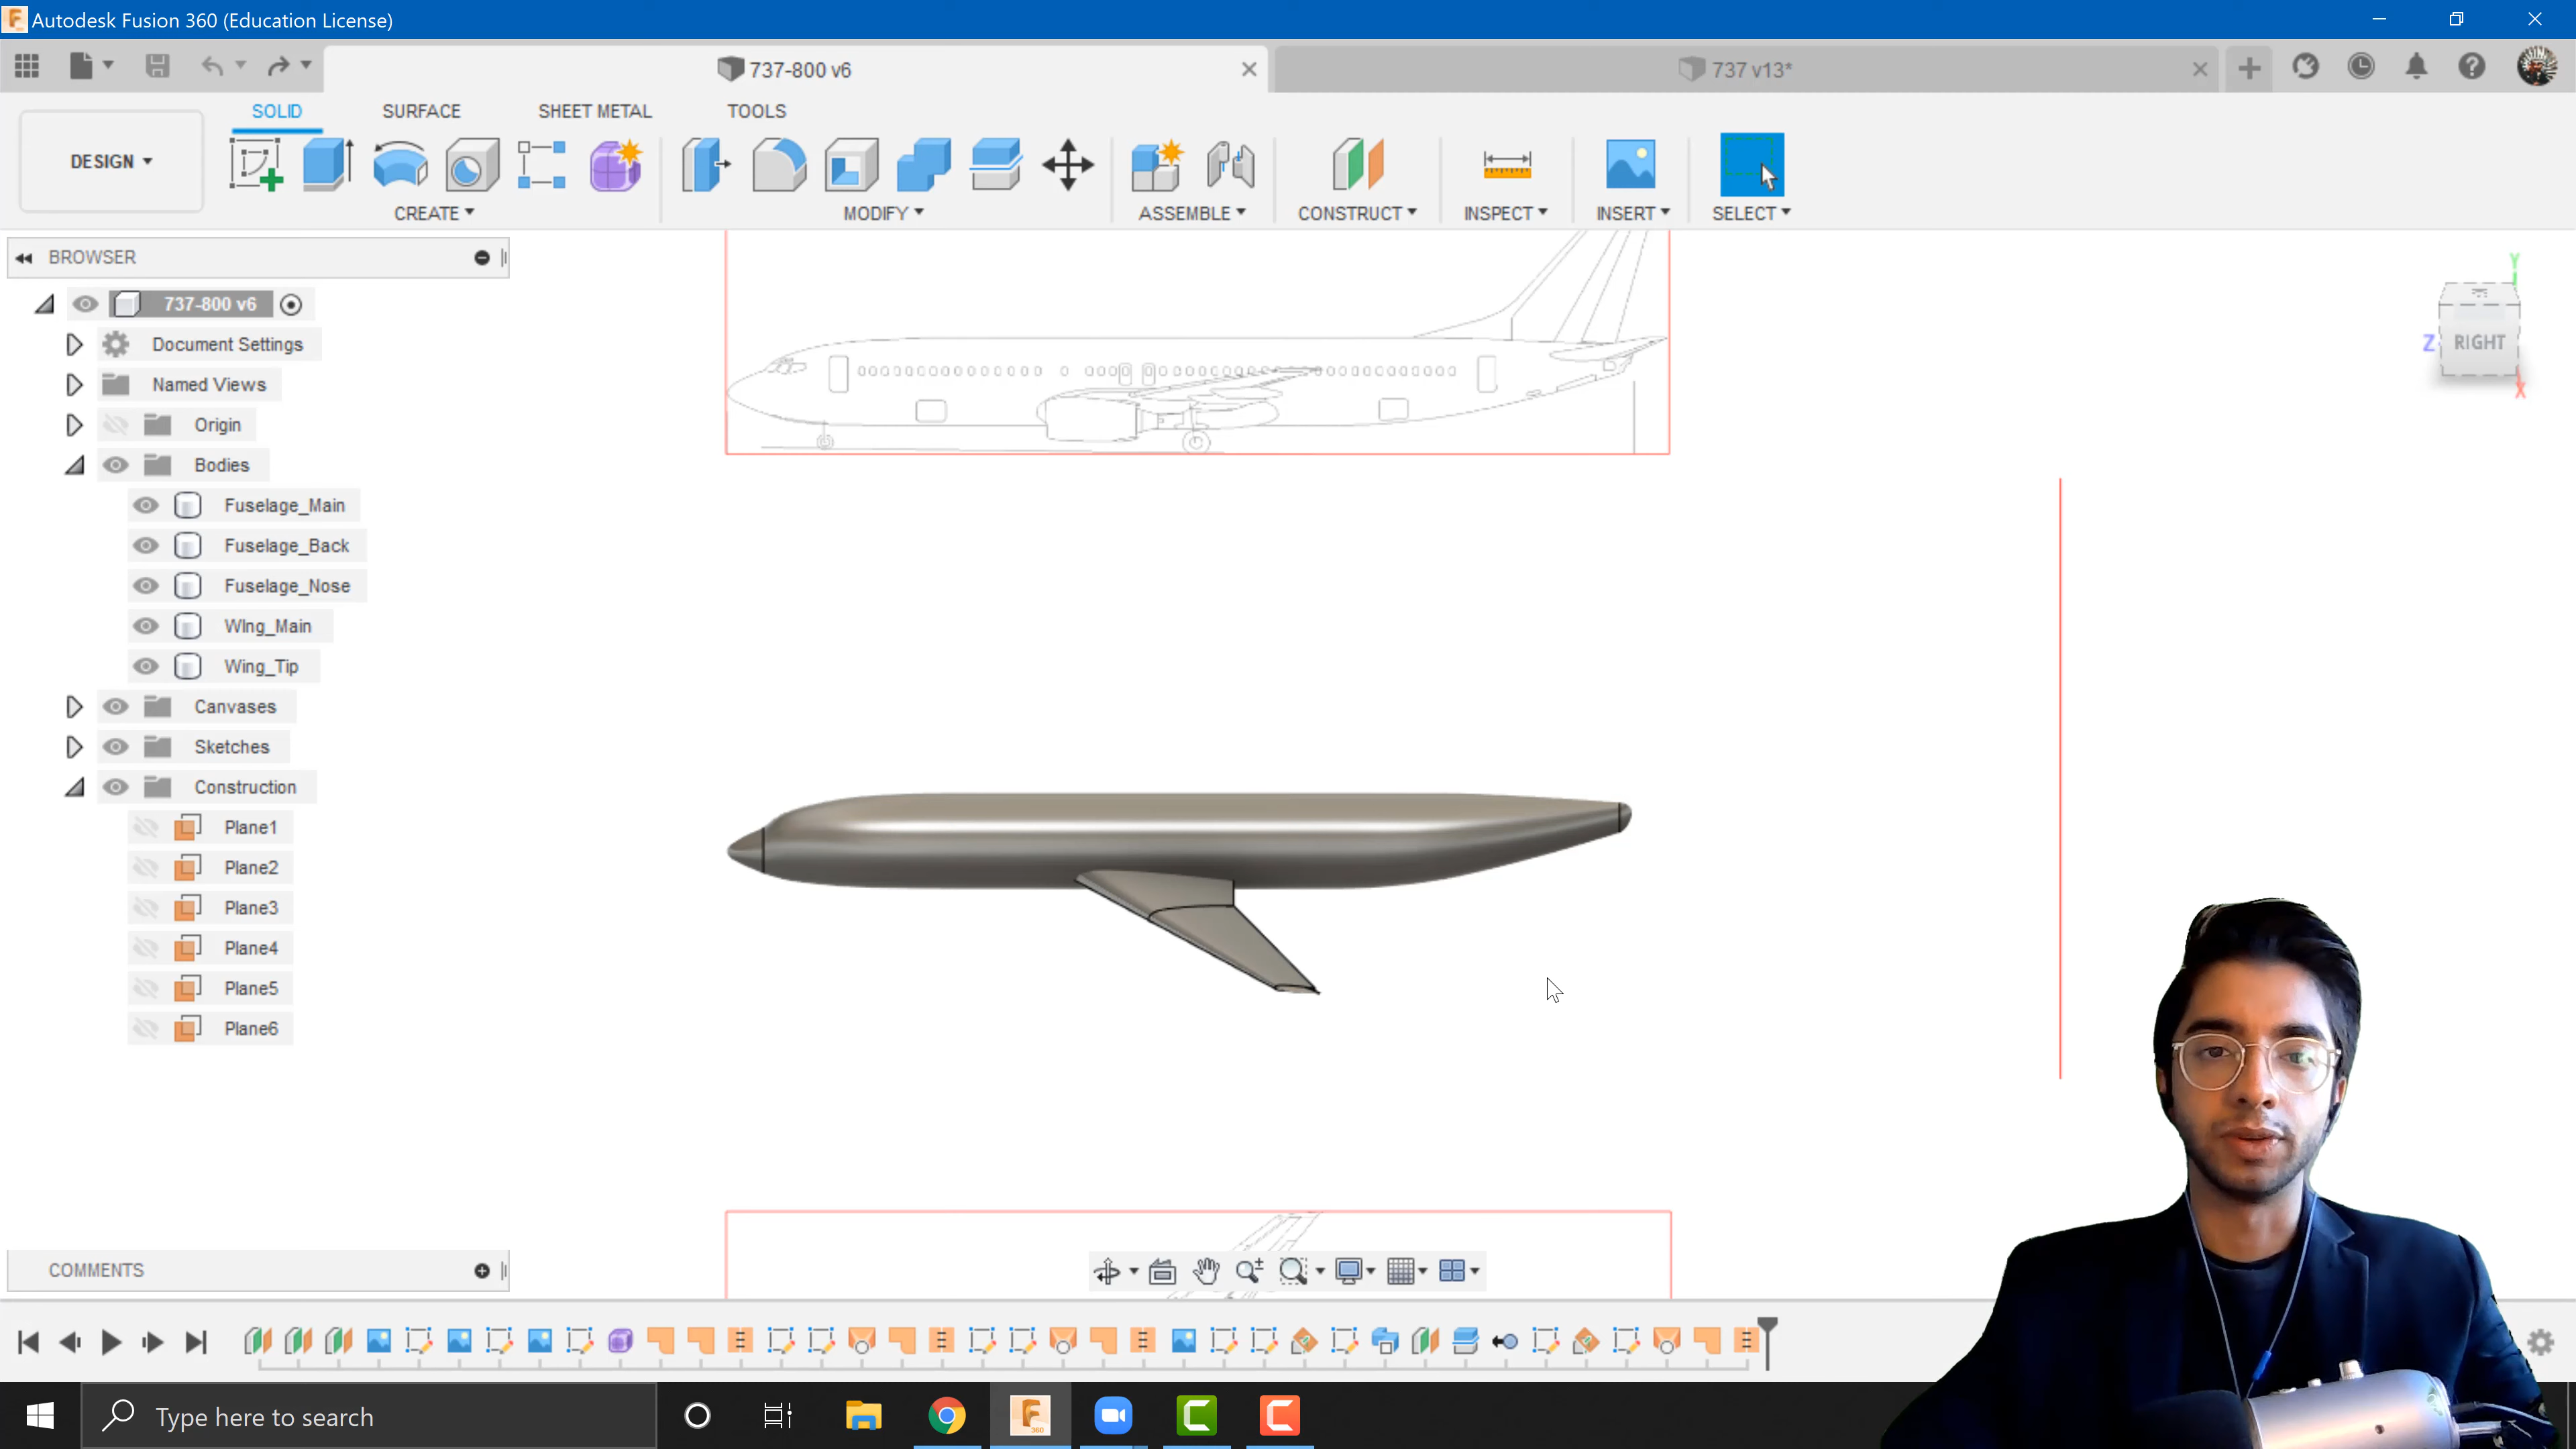 Autodesk Fusion 360 (Education License)
737-800 v6
737 v13*
SOLID
SURFACE
SHEET METAL
TOOLS
DESIGN
CREATE
MODIFY
ASSEMBLE
CONSTRUCT
INSPECT
INSERT
SELECT
BROWSER
737-800 v6
Document Settings
Named Views
Origin
Bodies
Fuselage_Main
Fuselage_Back
Fuselage_Nose
WIng_Main
Wing_Tip
Canvases
Sketches
Construction
Plane1
Plane2
Plane3
Plane4
Plane5
Plane6
Y
Z
RIGHT
X
COMMENTS
Type here to search
F
360